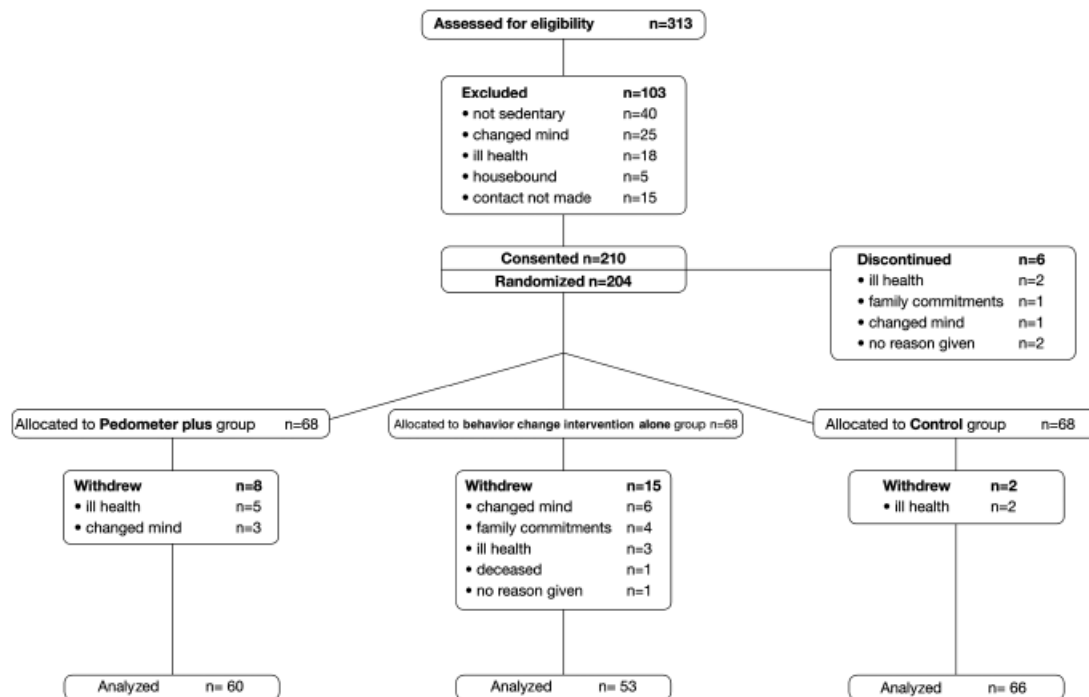 Assessed for eligibility n=313
Excluded n=103
• not sedentary n=40
• changed mind n=25
• ill health n=18
• housebound n=5
• contact not made n=15
Consented n=210
Randomized n=204
Discontinued n=6
• ill health n=2
• family commitments n=1
• changed mind n=1
• no reason given n=2
Allocated to Pedometer plus group n=68
Allocated to behavior change intervention alone group n=68
Allocated to Control group n=68
Withdrew n=8
• ill health n=5
• changed mind n=3
Withdrew n=15
• changed mind n=6
• family commitments n=4
• ill health n=3
• deceased n=1
• no reason given n=1
Withdrew n=2
• ill health n=2
Analyzed n= 60
Analyzed n= 53
Analyzed n= 66